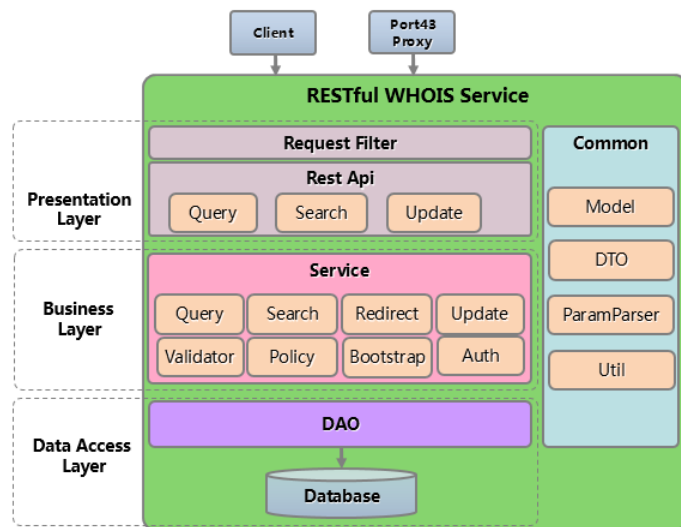 Client
Port43
Proxy
RESTful WHOIS Service
Request Filter
Common
Rest Api
Presentation
Layer
Query
Search
Update
Model
DTO
ParamParser
Util
Service
Business
Layer
Query
Search
Redirect
Update
Validator
Policy
Bootstrap
Auth
Data Access
Layer
DAO
Database